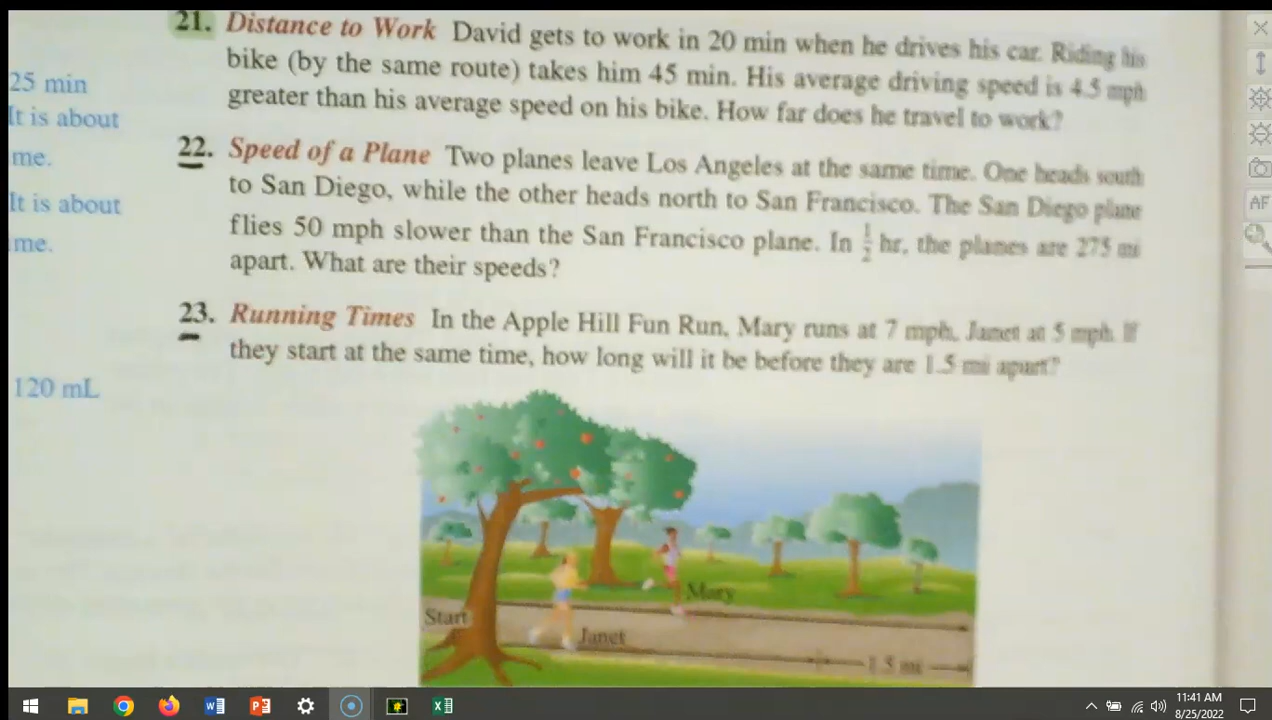 21. Distance to Work David gets to work in 20 min when he drives his car. Riding his
bike (by the same route) takes him 45 min. His average driving speed is 4.5 mph
greater than his average speed on his bike. How far does he travel to work?
25 min
It is about
me.
It is about
me.
22. Speed of a Plane Two planes leave Los Angeles at the same time. One heads south
to San Diego, while the other heads north to San Francisco. The San Diego plane
flies 50 mph slower than the San Francisco plane. In 1/2 hr, the planes are 275 mi
apart. What are their speeds?
23. Running Times In the Apple Hill Fun Run, Mary runs at 7 mph, Janet at 5 mph. If
they start at the same time, how long will it be before they are 1.5 mi apart?
120 mL
Mary
Start
Janet
1.5 mi
AF
11:41 AM
8/25/2022